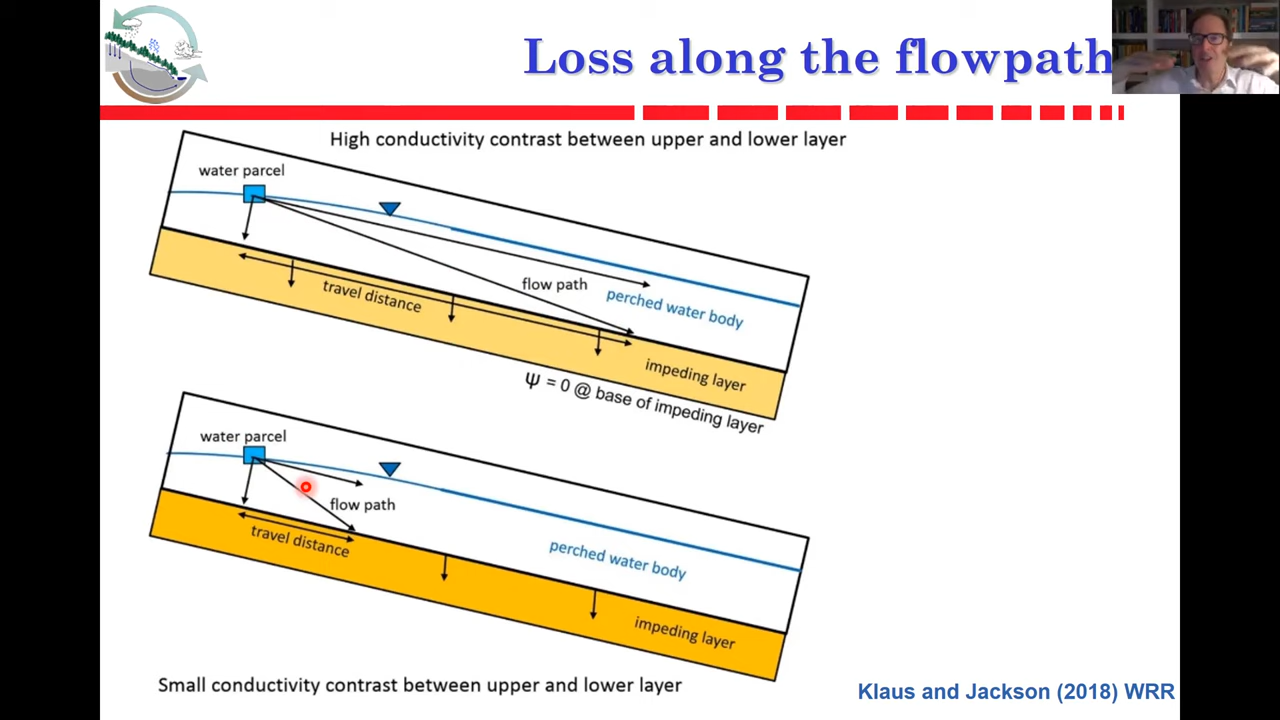 Loss along the flowpath
High conductivity contrast between upper and lower layer
water parcel
flow path
perched water body
travel distance
impeding layer
Ψ = 0 @ base of impeding layer
water parcel
flow path
travel distance
perched water body
impeding layer
Small conductivity contrast between upper and lower layer
Klaus and Jackson (2018) WRR